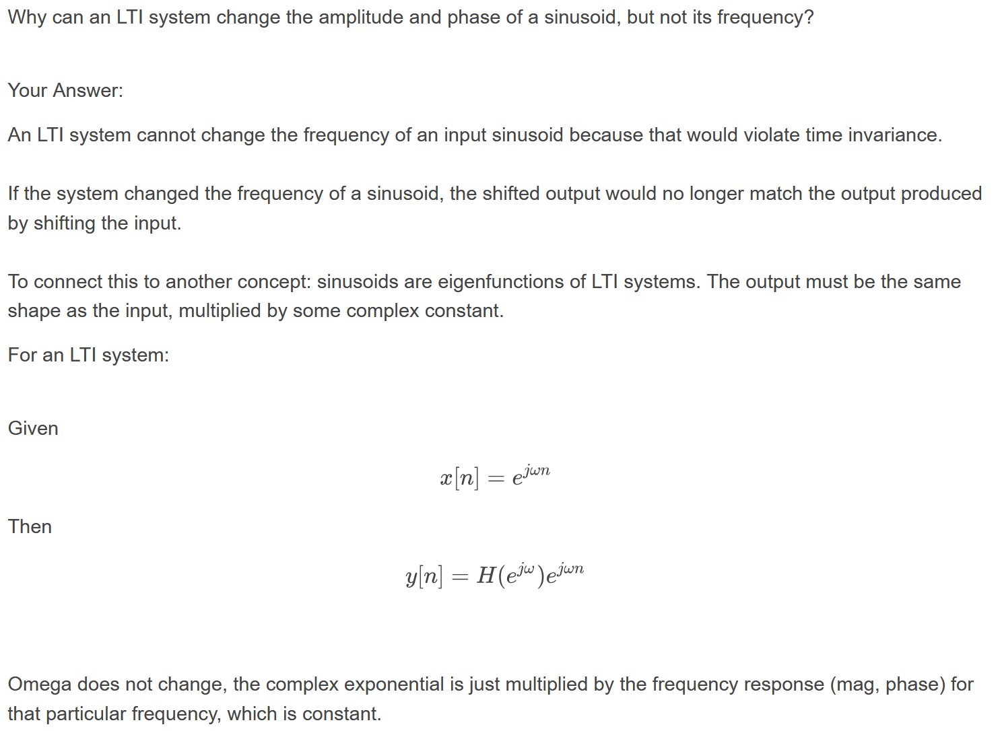 Why can an LTI system change the amplitude and phase of a sinusoid, but not its frequency?
Your Answer:
An LTI system cannot change the frequency of an input sinusoid because that would violate time invariance.
If the system changed the frequency of a sinusoid, the shifted output would no longer match the output produced
by shifting the input.
To connect this to another concept: sinusoids are eigenfunctions of LTI systems. The output must be the same
shape as the input, multiplied by some complex constant.
For an LTI system:
Given
x[n] = e^{jωn}
Then
y[n] = H(e^{jω})e^{jωn}
Omega does not change, the complex exponential is just multiplied by the frequency response (mag, phase) for
that particular frequency, which is constant.